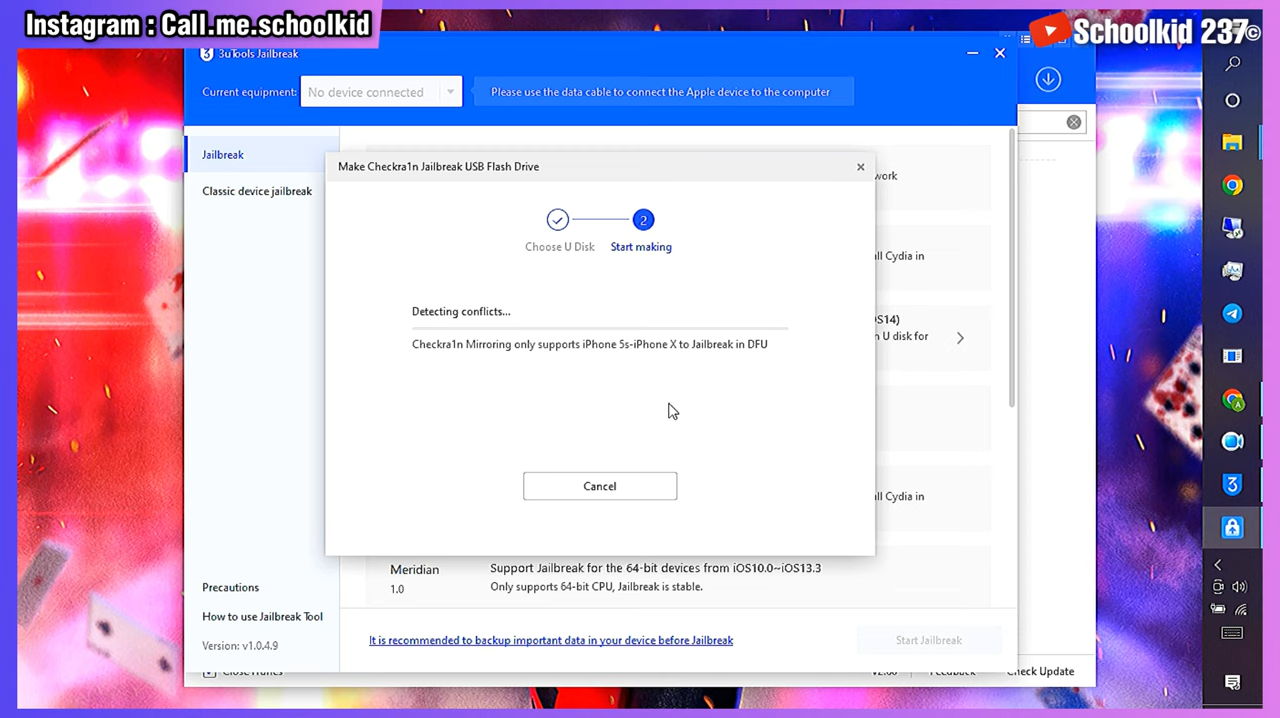 Instagram : Call.me.schoolkid
Schoolkid 237©
3uTools Jailbreak
Current equipment:
No device connected
Please use the data cable to connect the Apple device to the computer
Jailbreak
Classic device jailbreak
Make Checkra1n Jailbreak USB Flash Drive
2
Choose U Disk
Start making
Detecting conflicts...
Checkra1n Mirroring only supports iPhone 5s-iPhone X to Jailbreak in DFU
Cancel
work
ll Cydia in
OS14)
n U disk for
ll Cydia in
Meridian
1.0
Support Jailbreak for the 64-bit devices from iOS10.0~iOS13.3
Only supports 64-bit CPU, Jailbreak is stable.
Precautions
How to use Jailbreak Tool
Version: v1.0.4.9
It is recommended to backup important data in your device before Jailbreak
Start Jailbreak
Check Update